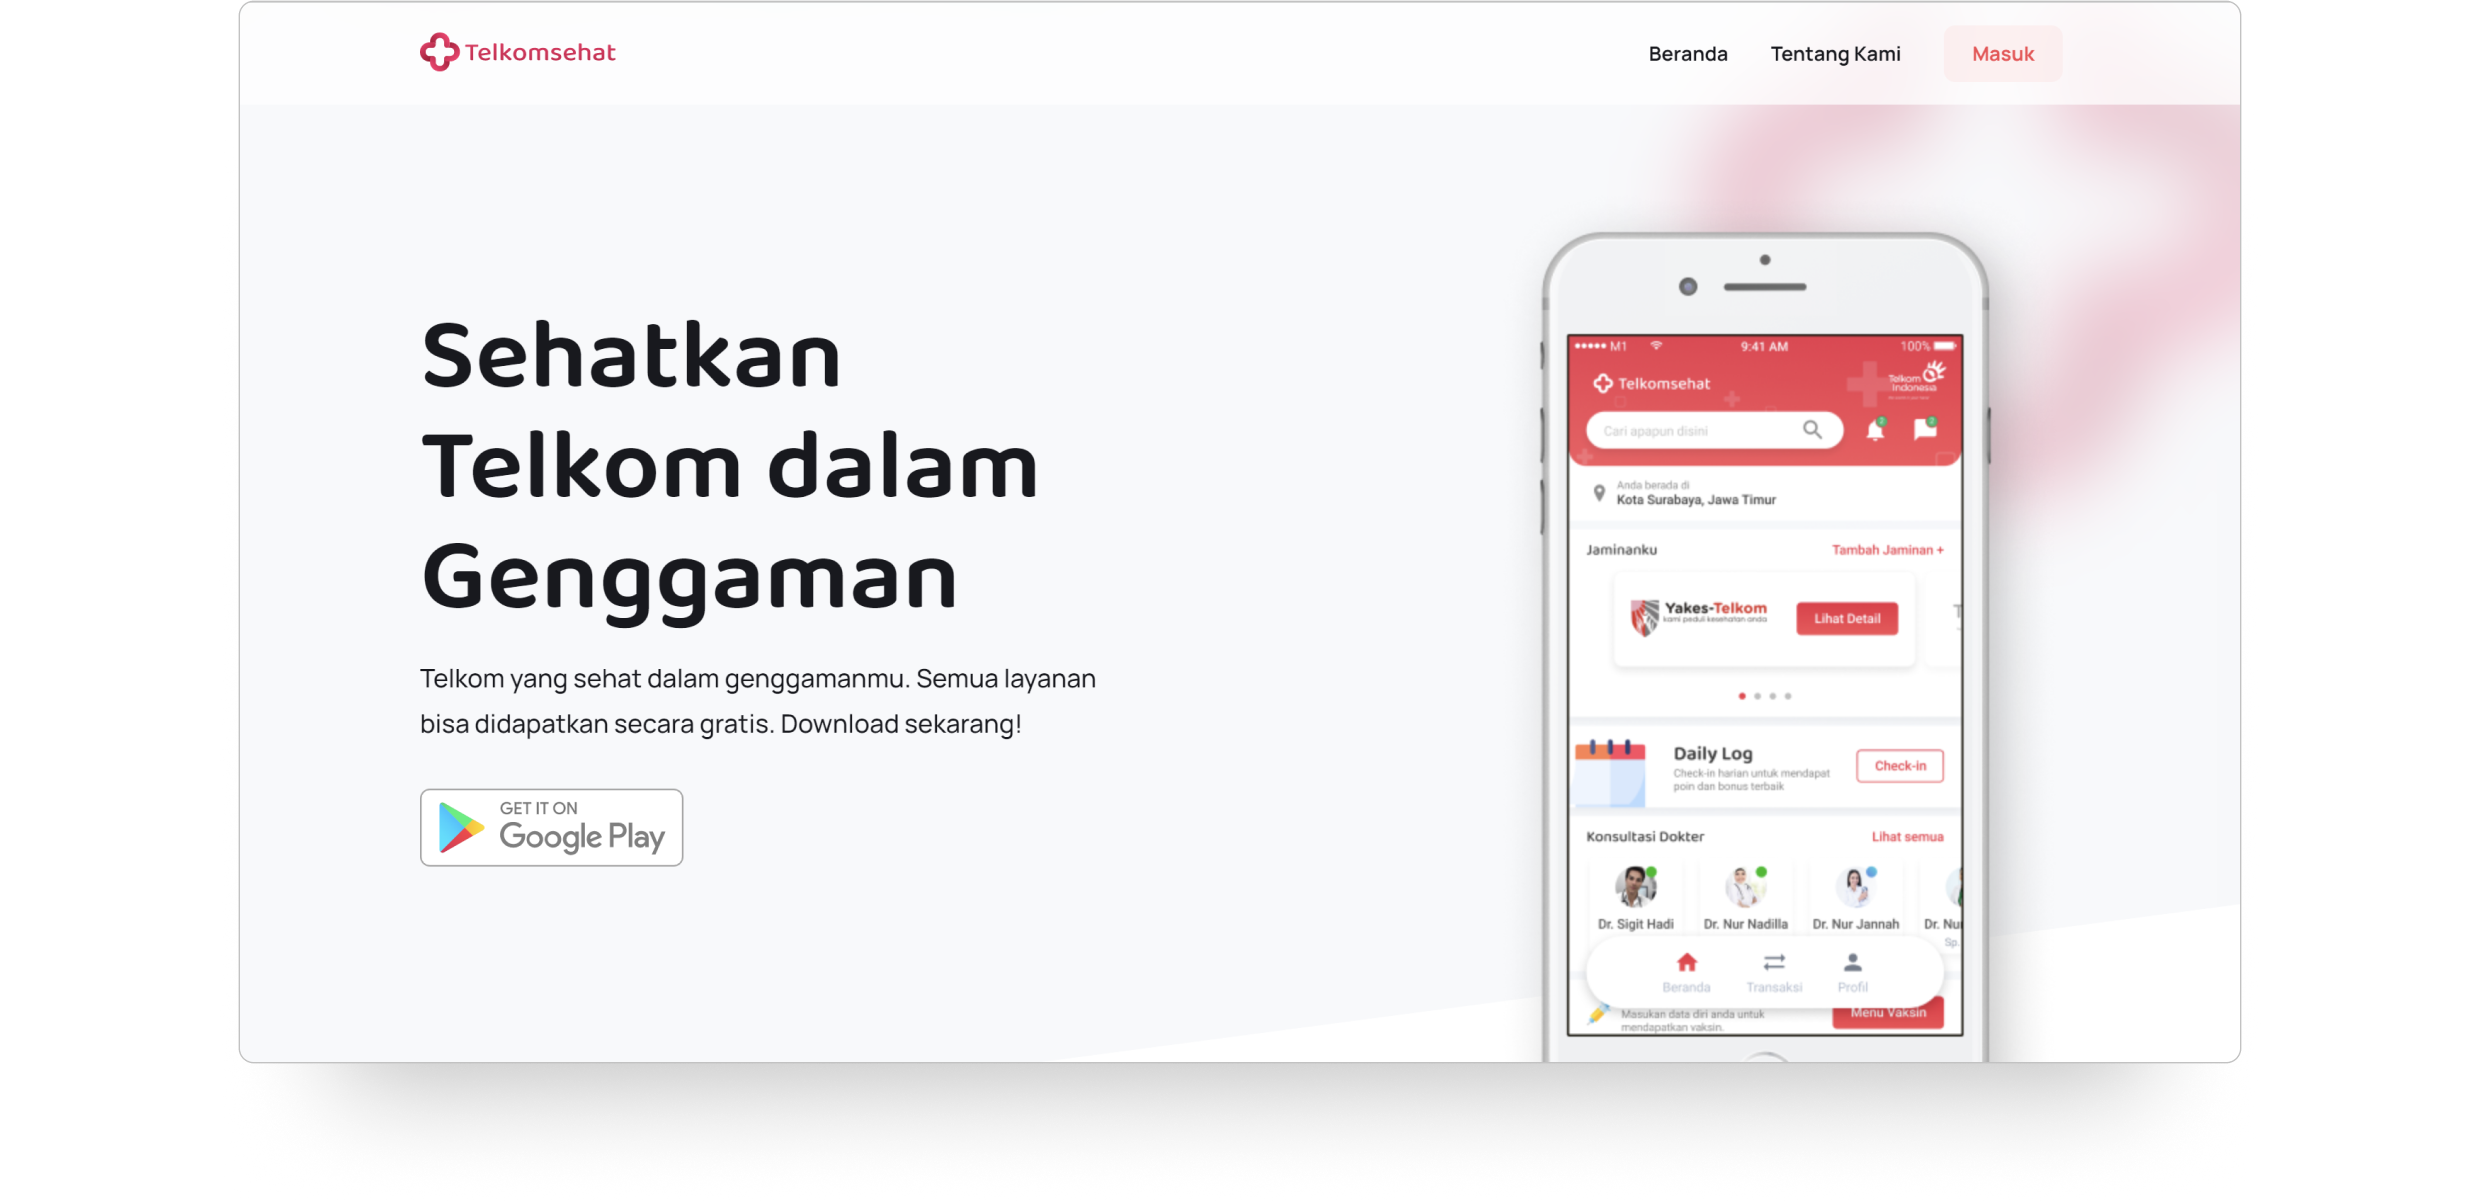 Telkomsehat
Beranda
Tentang Kami
Masuk
Sehatkan
Telkom dalam
Genggaman
Telkom yang sehat dalam genggamanmu. Semua layanan
bisa didapatkan secara gratis. Download sekarang!
GET IT ON
Google Play
M1
9:41 AM
100%
Telkomsehat
Telkom
Indonesia
Cari apapun disini
Anda berada di
Kota Surabaya, Jawa Timur
Jaminanku
Tambah Jaminan +
Yakes-Telkom
kami peduli kesehatan anda
Lihat Detail
Daily Log
Check-in harian untuk mendapat
poin dan bonus terbaik
Check-in
Konsultasi Dokter
Lihat semua
Dr. Sigit Hadi
Dr. Nur Nadilla
Dr. Nur Jannah
Dr. Nu
Sp.
Beranda
Transaksi
Profil
Masukan data diri anda untuk
mendapatkan vaksin.
Menu Vaksin